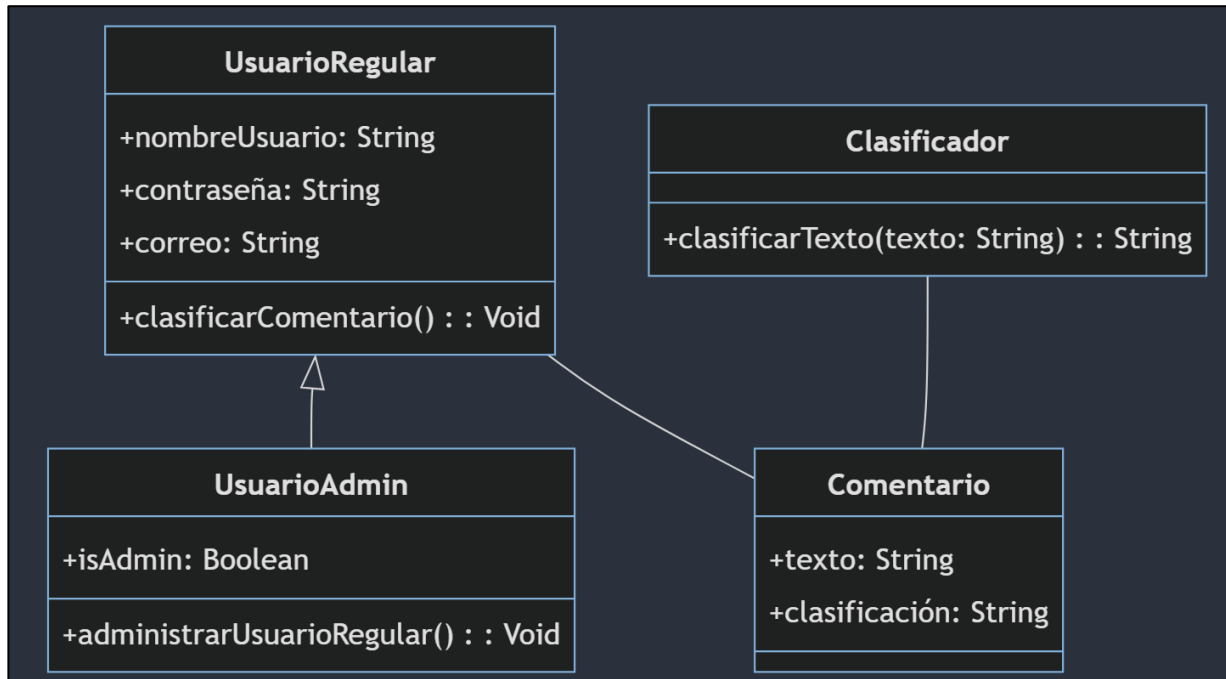 UsuarioRegular
+nombreUsuario: String
+contraseña: String
+correo: String
+clasificarComentario() : : Void
Clasificador
+clasificarTexto(texto: String) : : String
UsuarioAdmin
+isAdmin: Boolean
+administrarUsuarioRegular() : : Void
Comentario
+texto: String
+clasificación: String